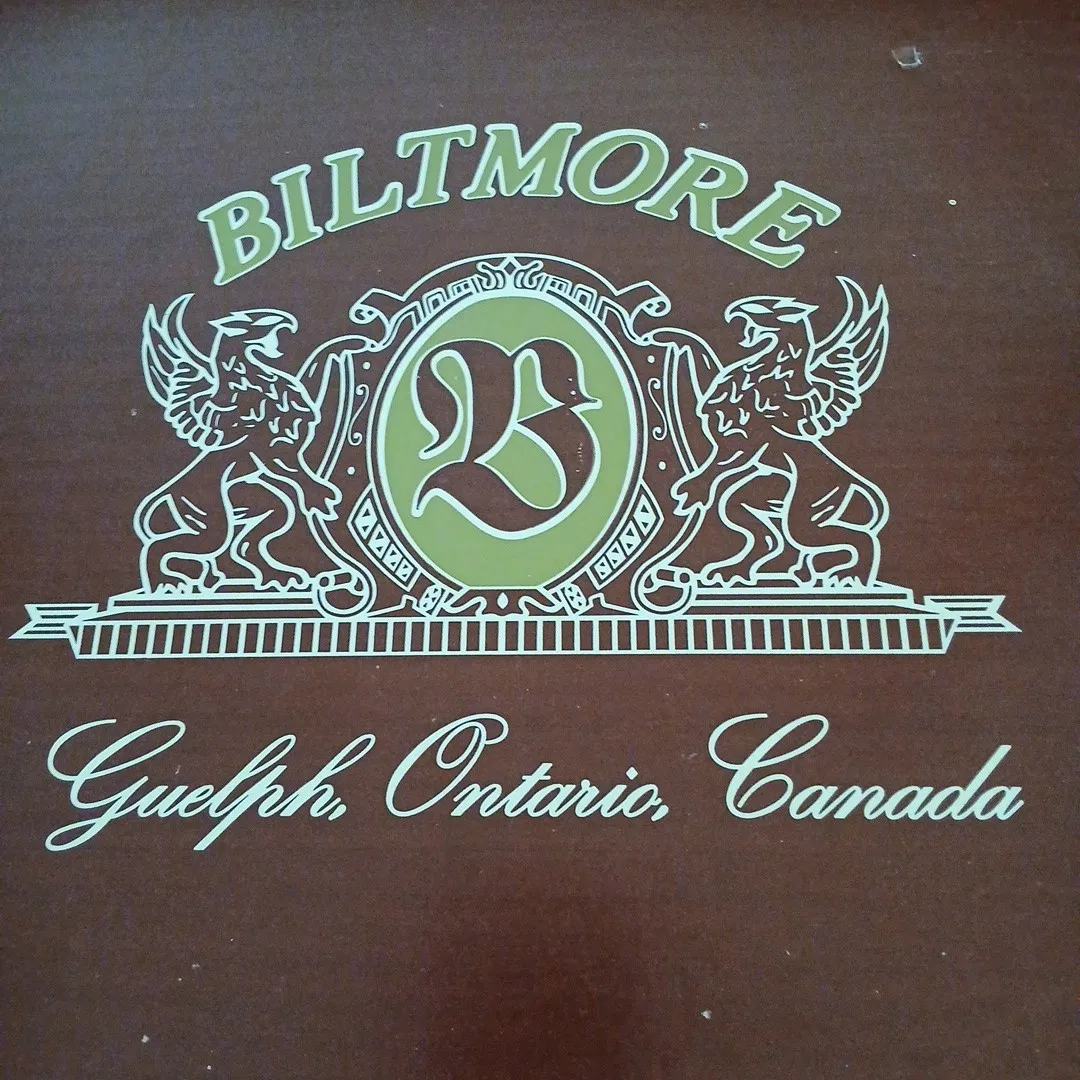 BILTMORE
B
Guelph, Ontario, Canada